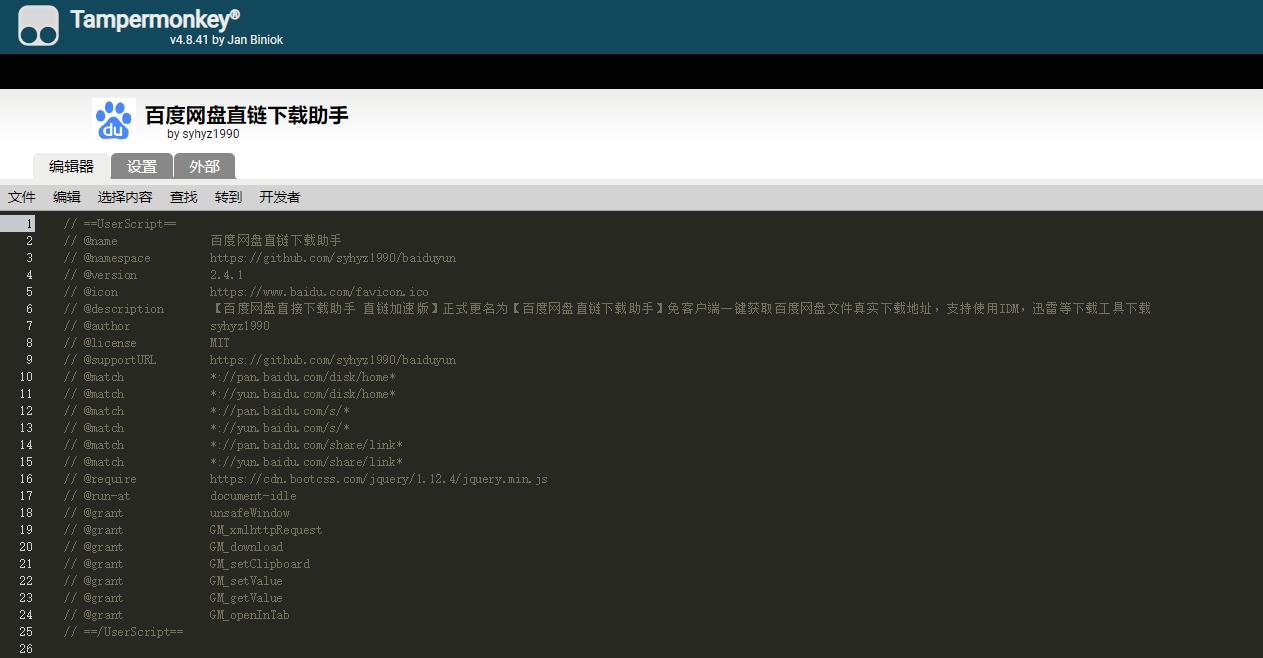 Tampermonkey®
v4.8.41 by Jan Biniok
du
百度网盘直链下载助手
by syhyz1990
编辑器 设置 外部
文件 编辑 选择内容 查找 转到 开发者
1 // ==UserScript==
2 // @name 百度网盘直链下载助手
3 // @namespace https://github.com/syhyz1990/baiduyun
4 // @version 2.4.1
5 // @icon https://www.baidu.com/favicon.ico
6 // @description 【百度网盘直接下载助手 直链加速版】正式更名为【百度网盘直链下载助手】免客户端一键获取百度网盘文件真实下载地址，支持使用IDM，迅雷等下载工具下载
7 // @author syhyz1990
8 // @license MIT
9 // @supportURL https://github.com/syhyz1990/baiduyun
10 // @match *://pan.baidu.com/disk/home*
11 // @match *://yun.baidu.com/disk/home*
12 // @match *://pan.baidu.com/s/*
13 // @match *://yun.baidu.com/s/*
14 // @match *://pan.baidu.com/share/link*
15 // @match *://yun.baidu.com/share/link*
16 // @require https://cdn.bootcss.com/jquery/1.12.4/jquery.min.js
17 // @run-at document-idle
18 // @grant unsafeWindow
19 // @grant GM_xmlhttpRequest
20 // @grant GM_download
21 // @grant GM_setClipboard
22 // @grant GM_setValue
23 // @grant GM_getValue
24 // @grant GM_openInTab
25 // ==/UserScript==
26